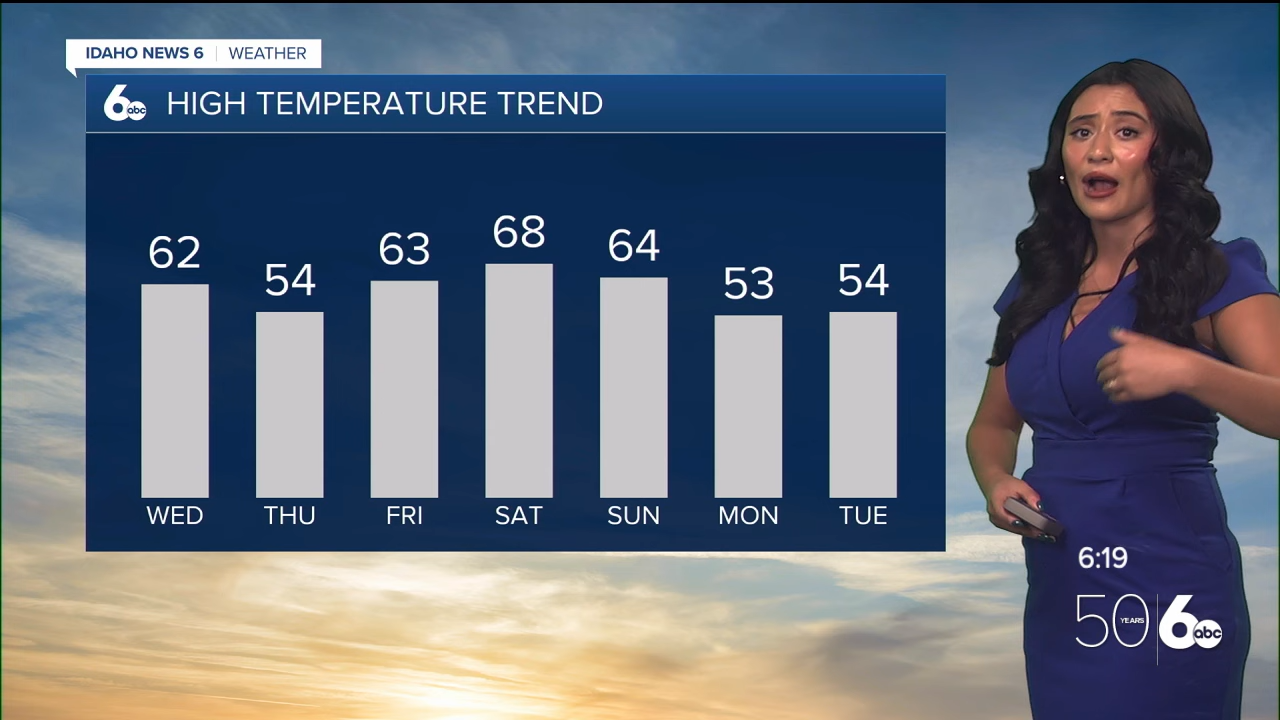 IDAHO NEWS 6 | WEATHER
6abc HIGH TEMPERATURE TREND
62 54 63 68 64 53 54
WED THU FRI SAT SUN MON TUE
6:19
50 YEARS | 6abc